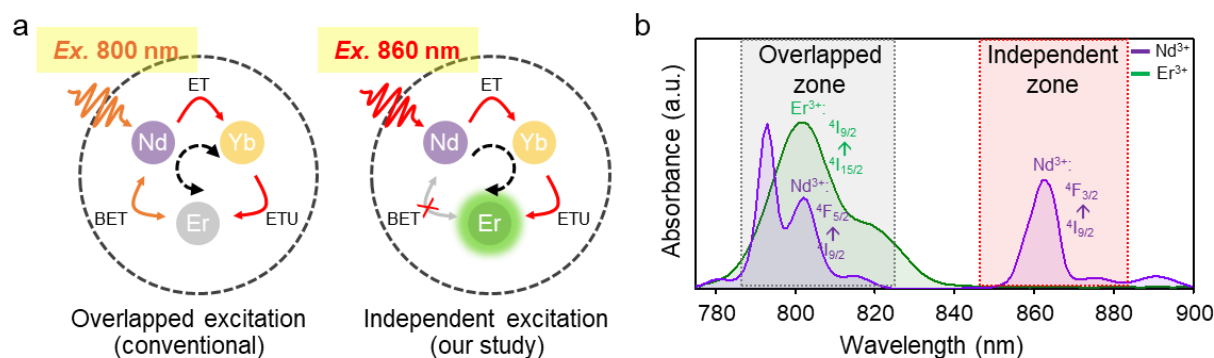 a
Ex. 800 nm
ET
Nd
Yb
BET
Er
ETU
Overlapped excitation
(conventional)
Ex. 860 nm
ET
Nd
Yb
BET
Er
ETU
Independent excitation
(our study)
b
Absorbance (a.u.)
Overlapped
zone
Er³⁺:
⁴I₉/₂
↑
⁴I₁₅/₂
Nd³⁺:
⁴F₅/₂
↑
⁴I₉/₂
Independent
zone
Nd³⁺:
⁴F₃/₂
↑
⁴I₉/₂
Nd³⁺
Er³⁺
780 800 820 840 860 880 900
Wavelength (nm)